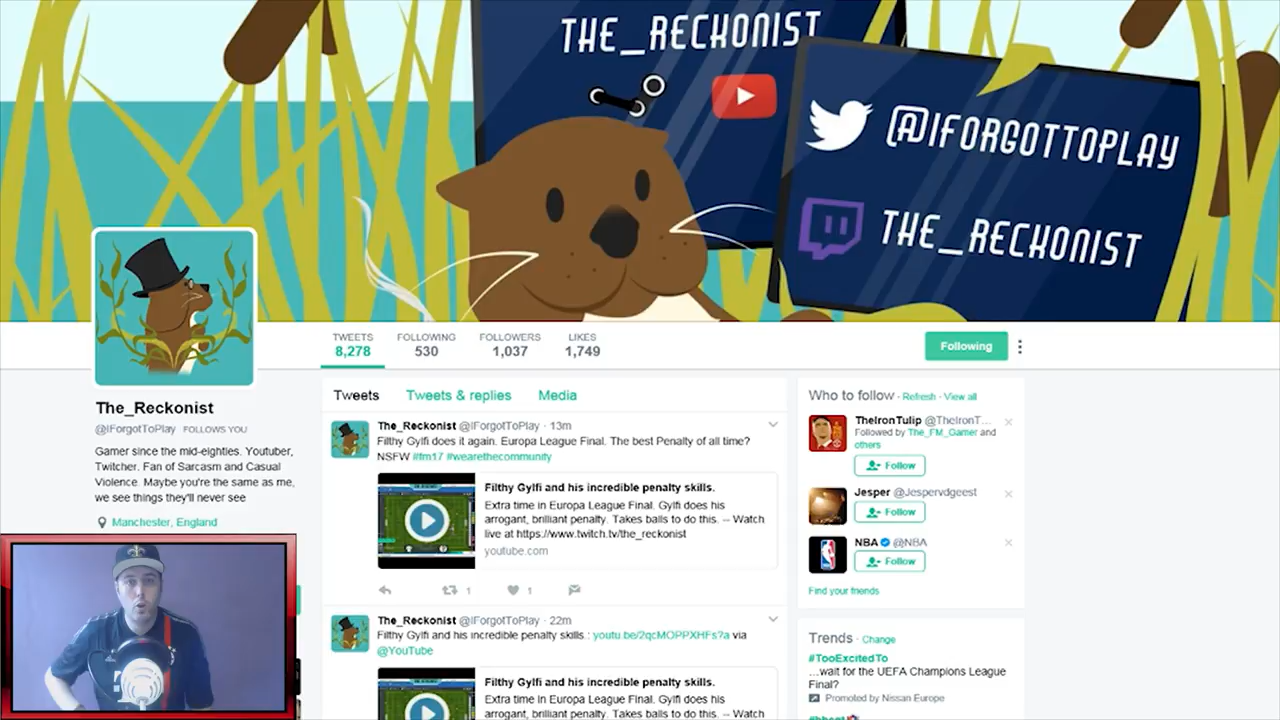 THE_RECKONIST
@IFORGOTTOPLAY
THE_RECKONIST
TWEETS
8,278
FOLLOWING
530
FOLLOWERS
1,037
LIKES
1,749
Following
The_Reckonist
@IForgotToPlay FOLLOWS YOU
Gamer since the mid-eighties. Youtuber,
Twitcher. Fan of Sarcasm and Casual
Violence. Maybe you're the same as me,
we see things they'll never see
Manchester, England
Tweets
Tweets & replies
Media
The_Reckonist @IForgotToPlay · 13m
Filthy Gylfi does it again. Europa League Final. The best Penalty of all time?
NSFW #fm17 #wearethecommunity
Filthy Gylfi and his incredible penalty skills.
Extra time in Europa League Final. Gylfi does his
arrogant, brilliant penalty. Takes balls to do this. -- Watch
live at https://www.twitch.tv/the_reckonist
youtube.com
1
1
The_Reckonist @IForgotToPlay · 22m
Filthy Gylfi and his incredible penalty skills.: youtu.be/2qcMOPPXHFs?a via
@YouTube
Filthy Gylfi and his incredible penalty skills.
Extra time in Europa League Final. Gylfi does his
arrogant, brilliant penalty. Takes balls to do this. -- Watch
Who to follow · Refresh · View all
TheIronTulip @TheIronT...
Followed by The_FM_Gamer and
others
Follow
Jesper @Jespervdgeest
Follow
NBA @NBA
Follow
Find your friends
Trends · Change
#TooExcitedTo
...wait for the UEFA Champions League
Final?
Promoted by Nissan Europe